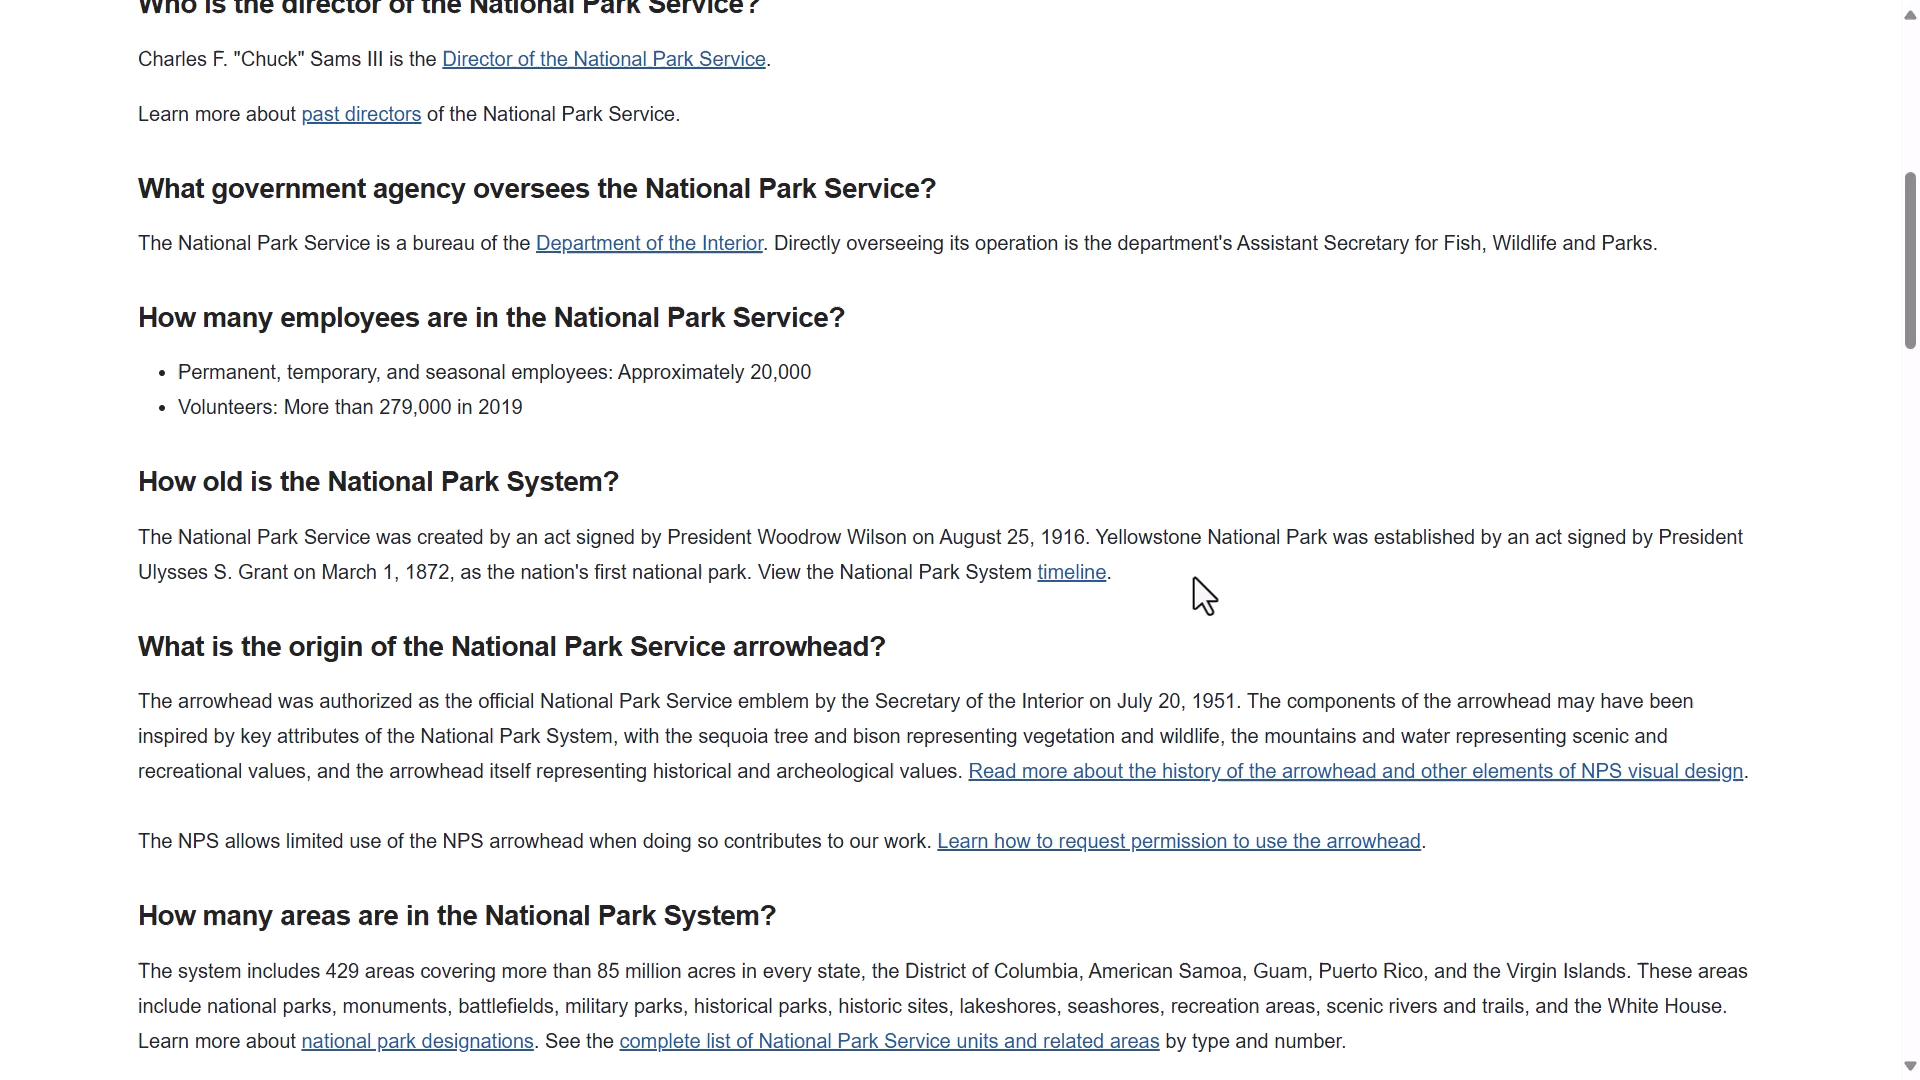 Who is the director of the National Park Service?
Charles F. "Chuck" Sams III is the Director of the National Park Service.
Learn more about past directors of the National Park Service.
What government agency oversees the National Park Service?
The National Park Service is a bureau of the Department of the Interior. Directly overseeing its operation is the department's Assistant Secretary for Fish, Wildlife and Parks.
How many employees are in the National Park Service?
• Permanent, temporary, and seasonal employees: Approximately 20,000
• Volunteers: More than 279,000 in 2019
How old is the National Park System?
The National Park Service was created by an act signed by President Woodrow Wilson on August 25, 1916. Yellowstone National Park was established by an act signed by President
Ulysses S. Grant on March 1, 1872, as the nation's first national park. View the National Park System timeline.
What is the origin of the National Park Service arrowhead?
The arrowhead was authorized as the official National Park Service emblem by the Secretary of the Interior on July 20, 1951. The components of the arrowhead may have been
inspired by key attributes of the National Park System, with the sequoia tree and bison representing vegetation and wildlife, the mountains and water representing scenic and
recreational values, and the arrowhead itself representing historical and archeological values. Read more about the history of the arrowhead and other elements of NPS visual design.
The NPS allows limited use of the NPS arrowhead when doing so contributes to our work. Learn how to request permission to use the arrowhead.
How many areas are in the National Park System?
The system includes 429 areas covering more than 85 million acres in every state, the District of Columbia, American Samoa, Guam, Puerto Rico, and the Virgin Islands. These areas
include national parks, monuments, battlefields, military parks, historical parks, historic sites, lakeshores, seashores, recreation areas, scenic rivers and trails, and the White House.
Learn more about national park designations. See the complete list of National Park Service units and related areas by type and number.